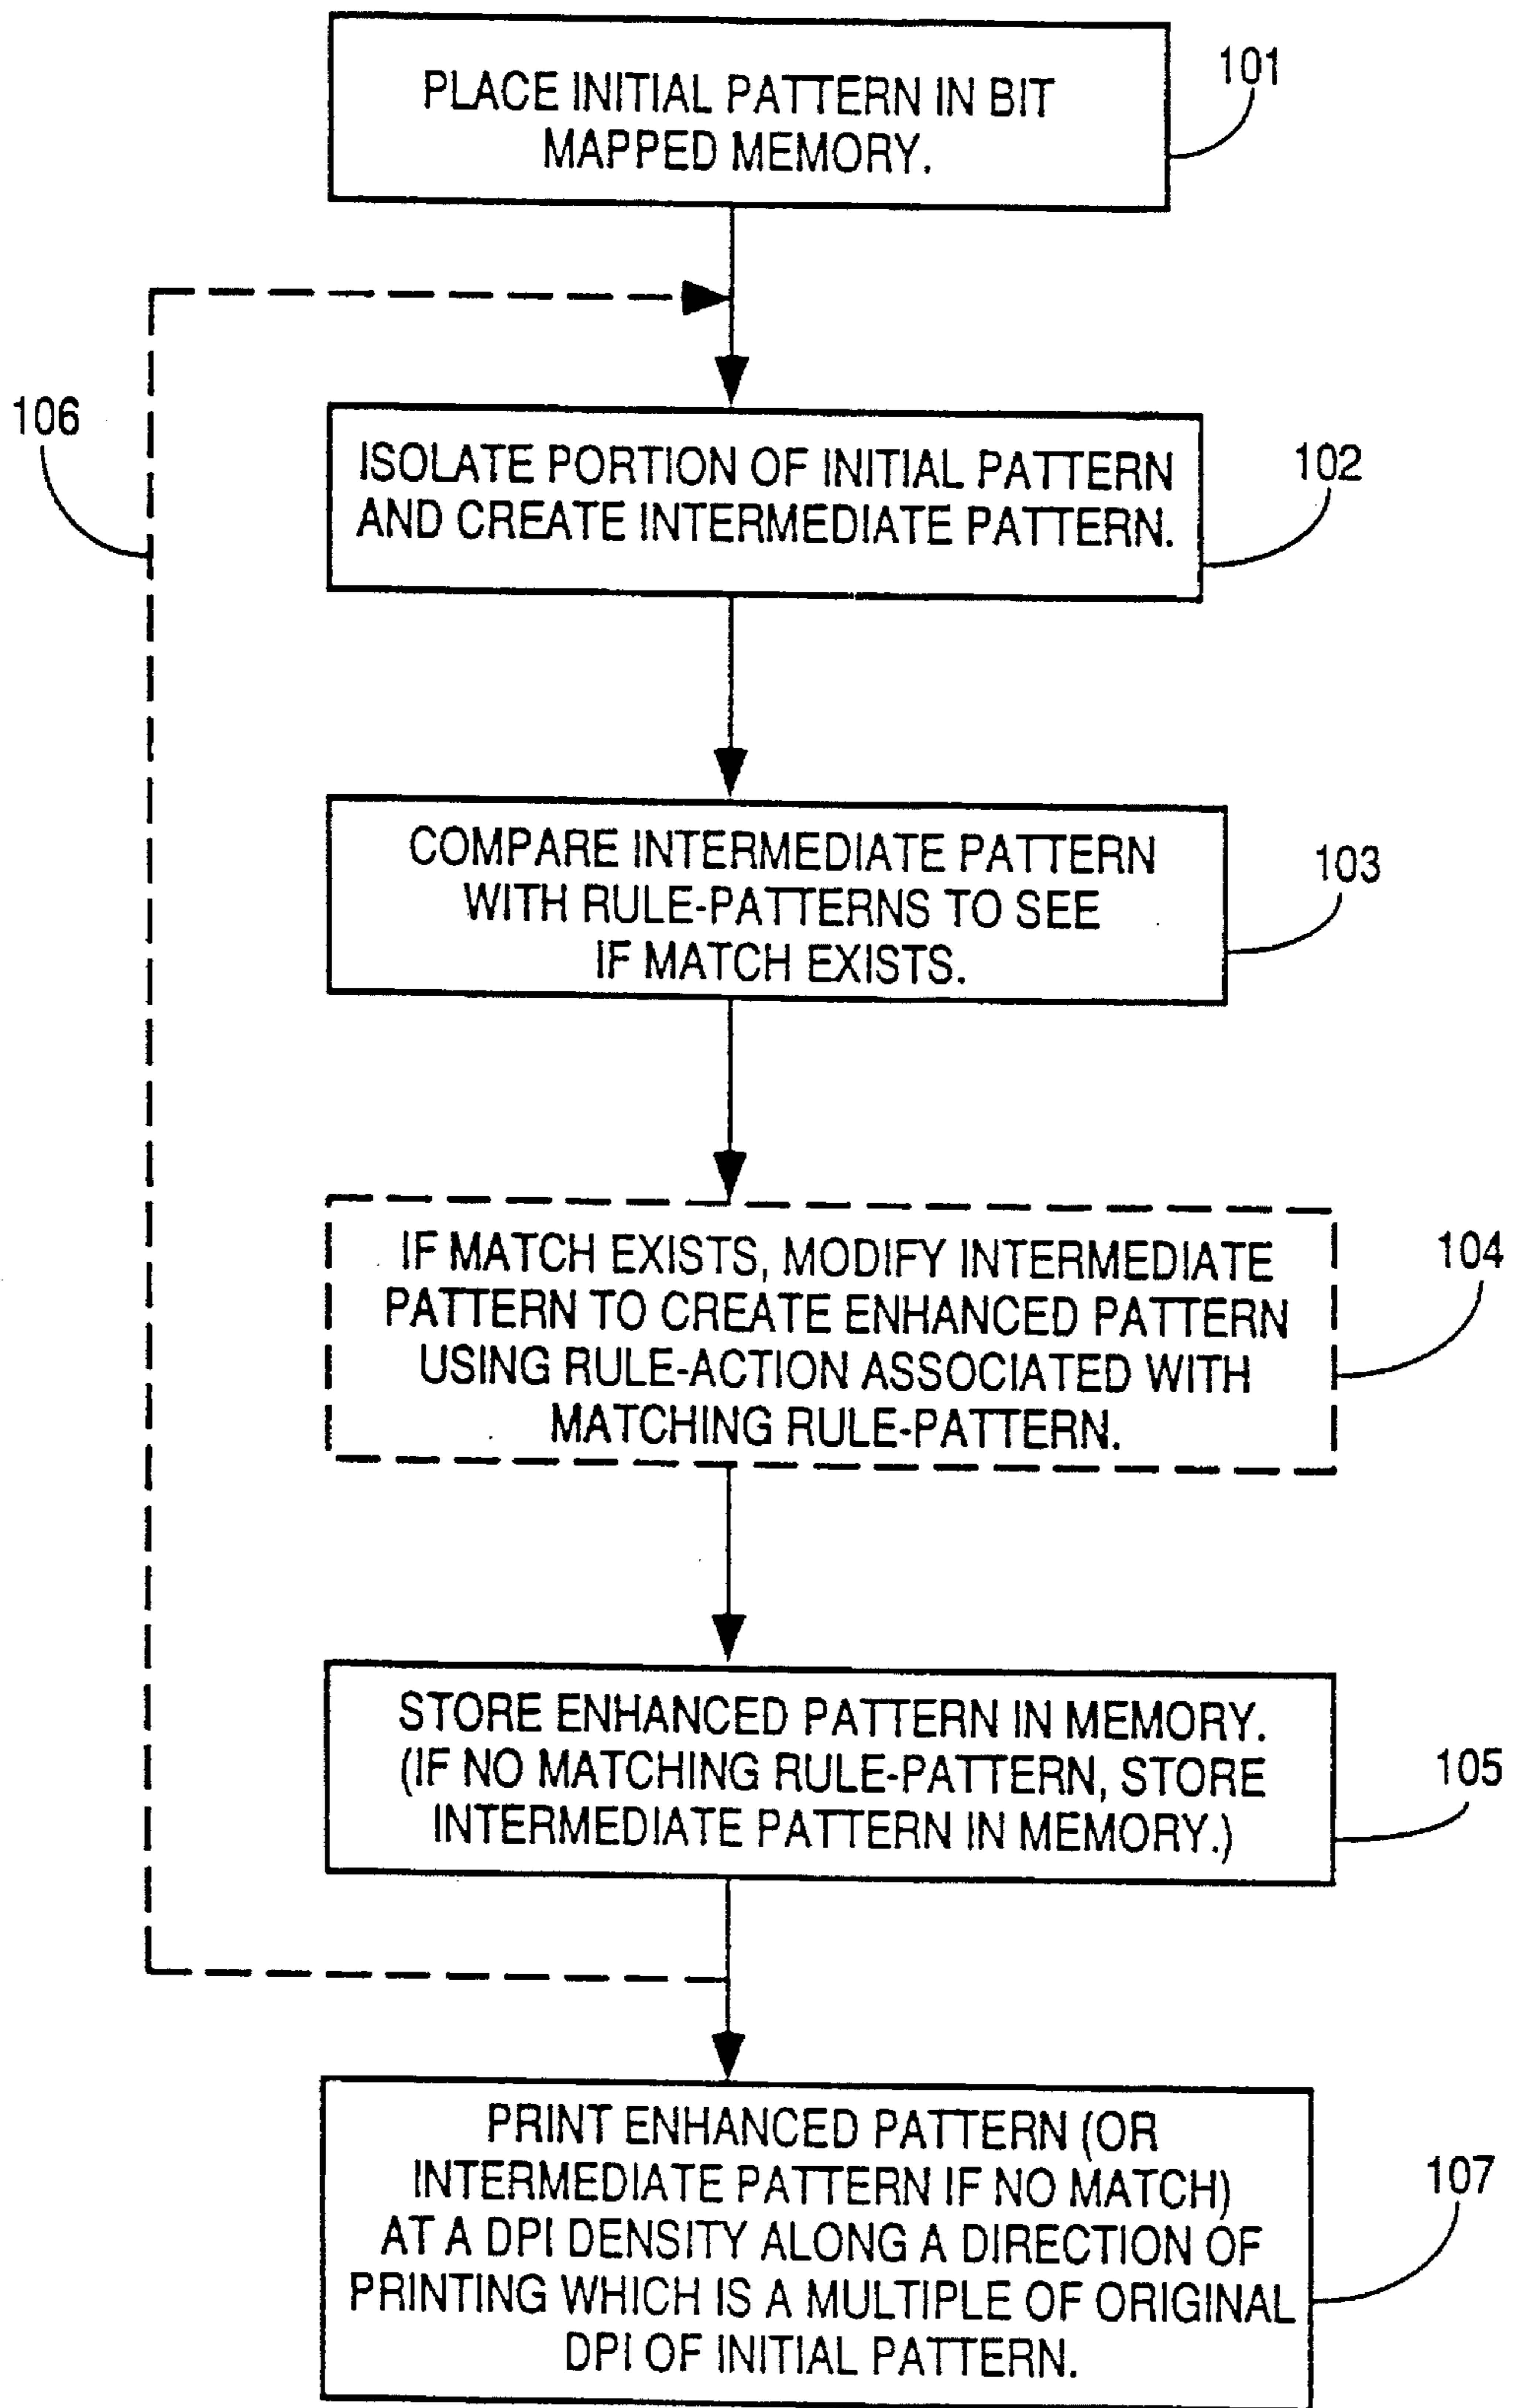 PLACE INITIAL PATTERN IN BIT
MAPPED MEMORY.
101
106
ISOLATE PORTION OF INITIAL PATTERN
AND CREATE INTERMEDIATE PATTERN.
102
COMPARE INTERMEDIATE PATTERN
WITH RULE-PATTERNS TO SEE
IF MATCH EXISTS.
103
IF MATCH EXISTS, MODIFY INTERMEDIATE
PATTERN TO CREATE ENHANCED PATTERN
USING RULE-ACTION ASSOCIATED WITH
MATCHING RULE-PATTERN.
104
STORE ENHANCED PATTERN IN MEMORY.
(IF NO MATCHING RULE-PATTERN, STORE
INTERMEDIATE PATTERN IN MEMORY.)
105
PRINT ENHANCED PATTERN (OR
INTERMEDIATE PATTERN IF NO MATCH)
AT A DPI DENSITY ALONG A DIRECTION OF
PRINTING WHICH IS A MULTIPLE OF ORIGINAL
DPI OF INITIAL PATTERN.
107